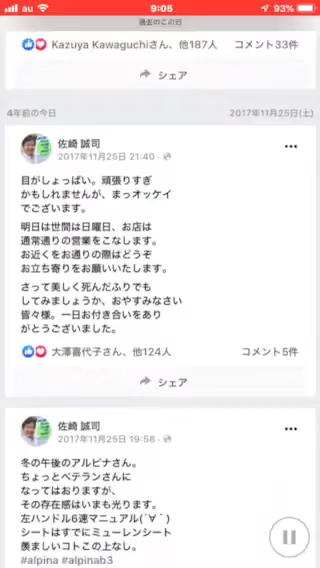 au 9:05 93%
過去のこの日
Kazuya Kawaguchiさん、他187人 コメント33件
シェア
4年前の今日 2017年11月25日(土)
佐崎 誠司
2017年11月25日 21:40
目がしょっぱい。頑張りすぎ
かもしれませんが、まっオッケイ
でございます。
明日は世間は日曜日、お店は
通常通りの営業をこなします。
お近くをお通りの際はどうぞ
お立ち寄りをお願いいたします。
さって美しく死んだふりでも
してみましょうか、おやすみなさい
皆々様。一日お付き合いをあり
がとうございました。
大澤喜代子さん、他124人 コメント5件
シェア
佐崎 誠司
2017年11月25日 19:58
冬の午後のアルピナさん。
ちょっとベテランさんに
なってはおりますが、
その存在感はいまも光ります。
左ハンドル6速マニュアル(´∀｀)
シートはすでにミューレンシート
羨ましいコトこの上なし。
#alpina #alpinab3